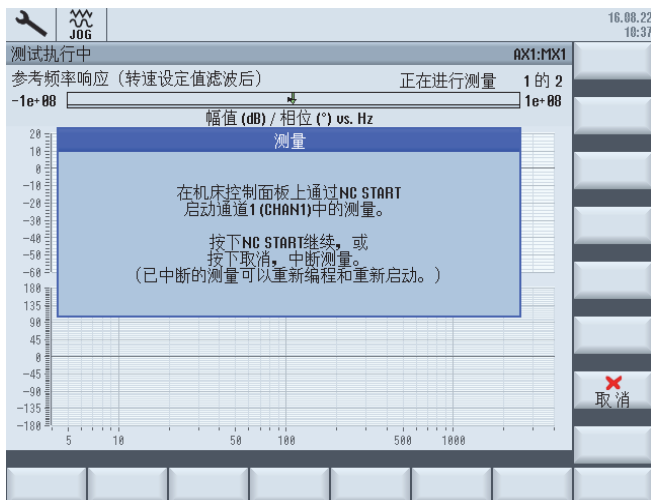 JOG
16.08.22
10:37
测试执行中
AX1:MX1
参考频率响应（转速设定值滤波后）
正在进行测量 1 的 2
-1e+08
1e+08
幅值 (dB) / 相位 (°) vs. Hz
测量
在机床控制面板上通过NC START
启动通道1 (CHAN1)中的测量。
按下NC START继续，或
按下取消，中断测量。
（已中断的测量可以重新编程和重新启动。）
20
10
0
-10
-20
-30
-40
-50
-60
180
135
90
45
0
-45
-90
-135
-180
5 10 50 100 500 1000
取消